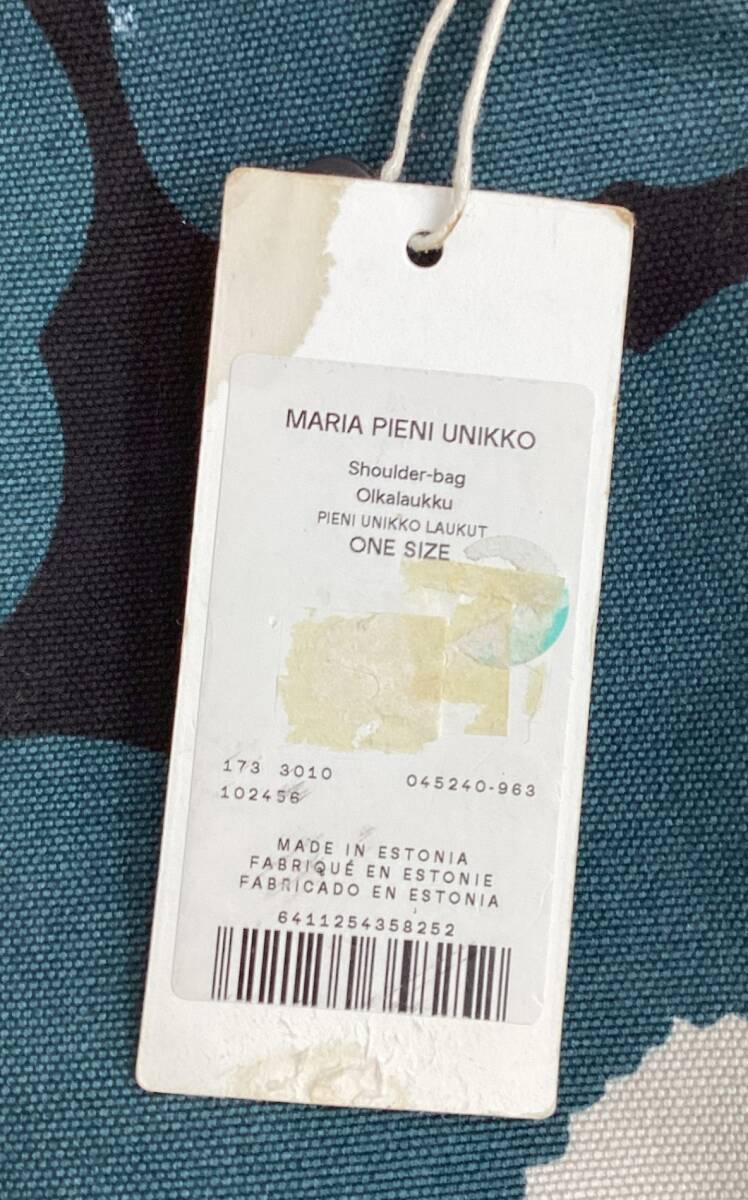 MARIA PIENI UNIKKO
Shoulder-bag
Olkalaukku
PIENI UNIKKO LAUKUT
ONE SIZE
173 3010 045240-963
102456
MADE IN ESTONIA
FABRIQUÉ EN ESTONIE
FABRICADO EN ESTONIA
6411254358252